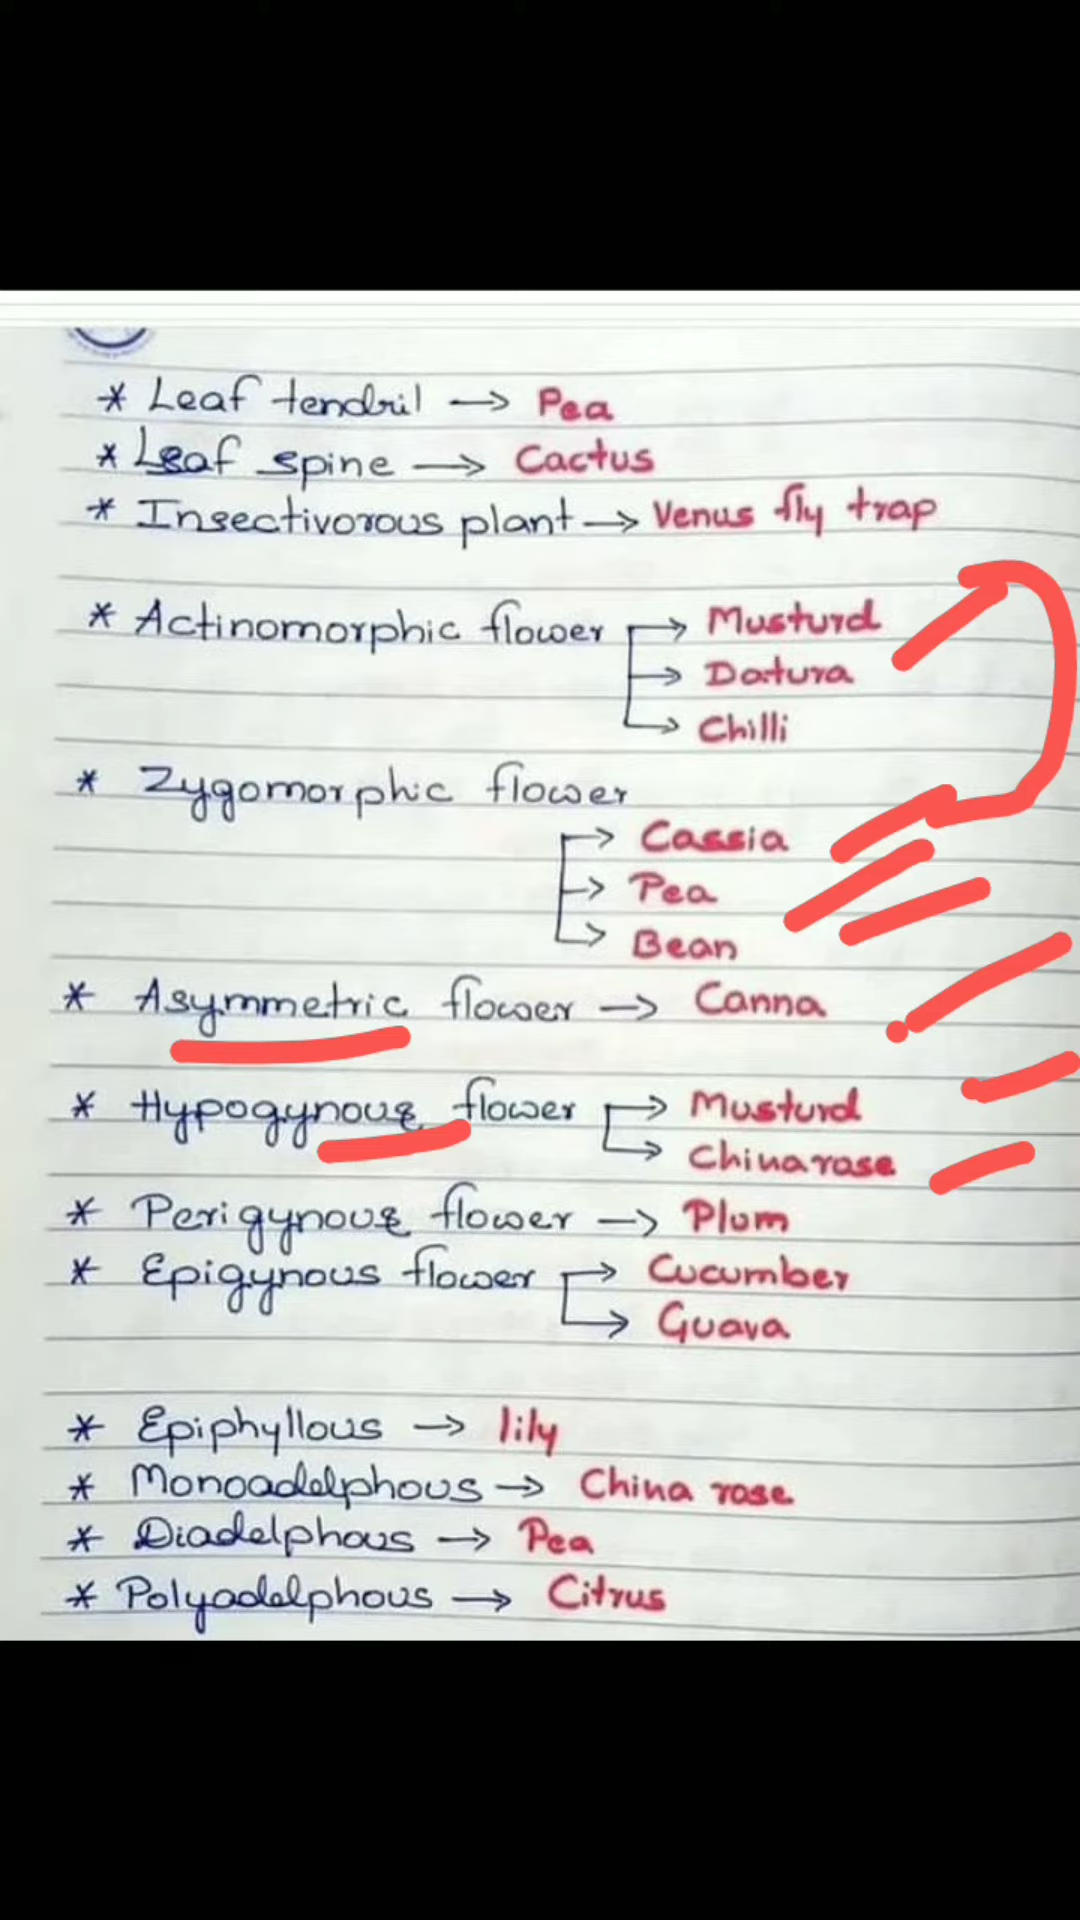 * Leaf tendril → Pea
* Leaf spine → Cactus
* Insectivorous plant → Venus fly trap
* Actinomorphic flower → Musturd
→ Datura
→ Chilli
* Zygomorphic flower
→ Cassia
→ Pea
→ Bean
* Asymmetric flower → Canna
* Hypogynous flower → Musturd
→ China rose
* Perigynous flower → Plum
* Epigynous flower → Cucumber
→ Guava
* Epiphyllous → lily
* Monoadelphous → China rose
* Diadelphous → Pea
* Polyadelphous → Citrus